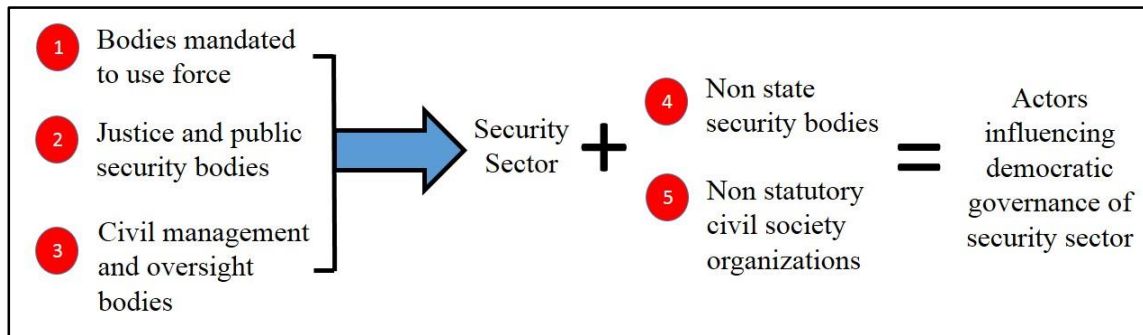 1 Bodies mandated
to use force
2 Justice and public
security bodies
3 Civil management
and oversight
bodies
Security
Sector
+
4 Non state
security bodies
5 Non statutory
civil society
organizations
=
Actors
influencing
democratic
governance of
security sector